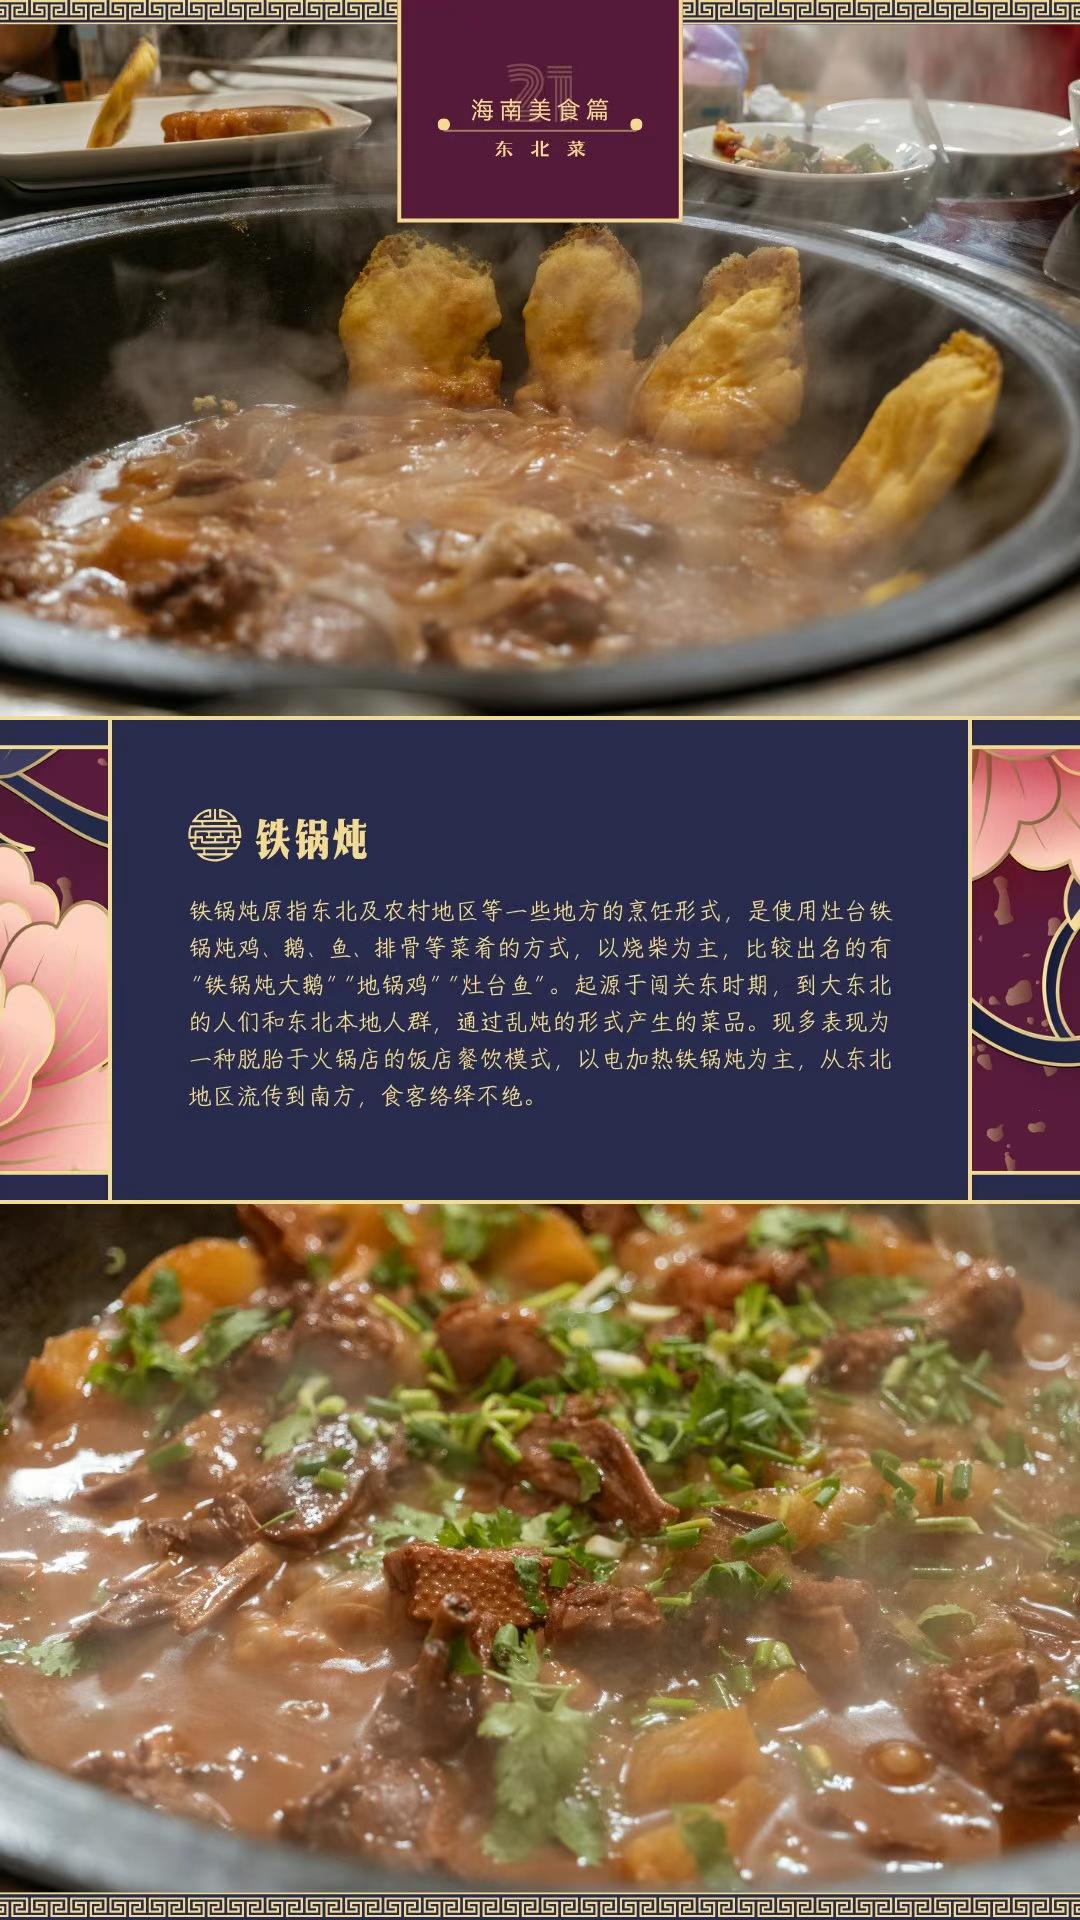 21
海南美食篇
东北菜
铁锅炖
铁锅炖原指东北及农村地区等一些地方的烹饪形式，是使用灶台铁
锅炖鸡、鹅、鱼、排骨等菜肴的方式，以烧柴为主，比较出名的有
“铁锅炖大鹅”“地锅鸡”“灶台鱼”。起源于闯关东时期，到大东北
的人们和东北本地人群，通过乱炖的形式产生的菜品。现多表现为
一种脱胎于火锅店的饭店餐饮模式，以电加热铁锅炖为主，从东北
地区流传到南方，食客络绎不绝。